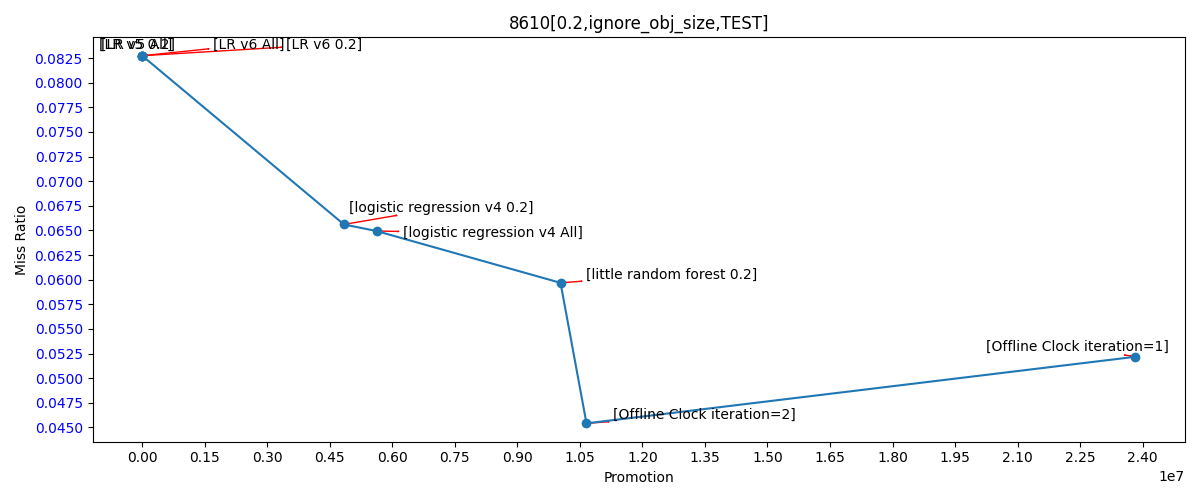 8610[0.2,ignore_obj_size,TEST]
[LR v6 All]
[LR v6 0.2]
0.0825
0.0800
0.0775
0.0750
0.0725
0.0700
0.0675
0.0650
0.0625
0.0600
0.0575
0.0550
0.0525
0.0500
0.0475
0.0450
Miss Ratio
[logistic regression v4 0.2]
[logistic regression v4 All]
[little random forest 0.2]
[Offline Clock iteration=1]
[Offline Clock iteration=2]
0.00 0.15 0.30 0.45 0.60 0.75 0.90 1.05 1.20 1.35 1.50 1.65 1.80 1.95 2.10 2.25 2.40
1e7
Promotion